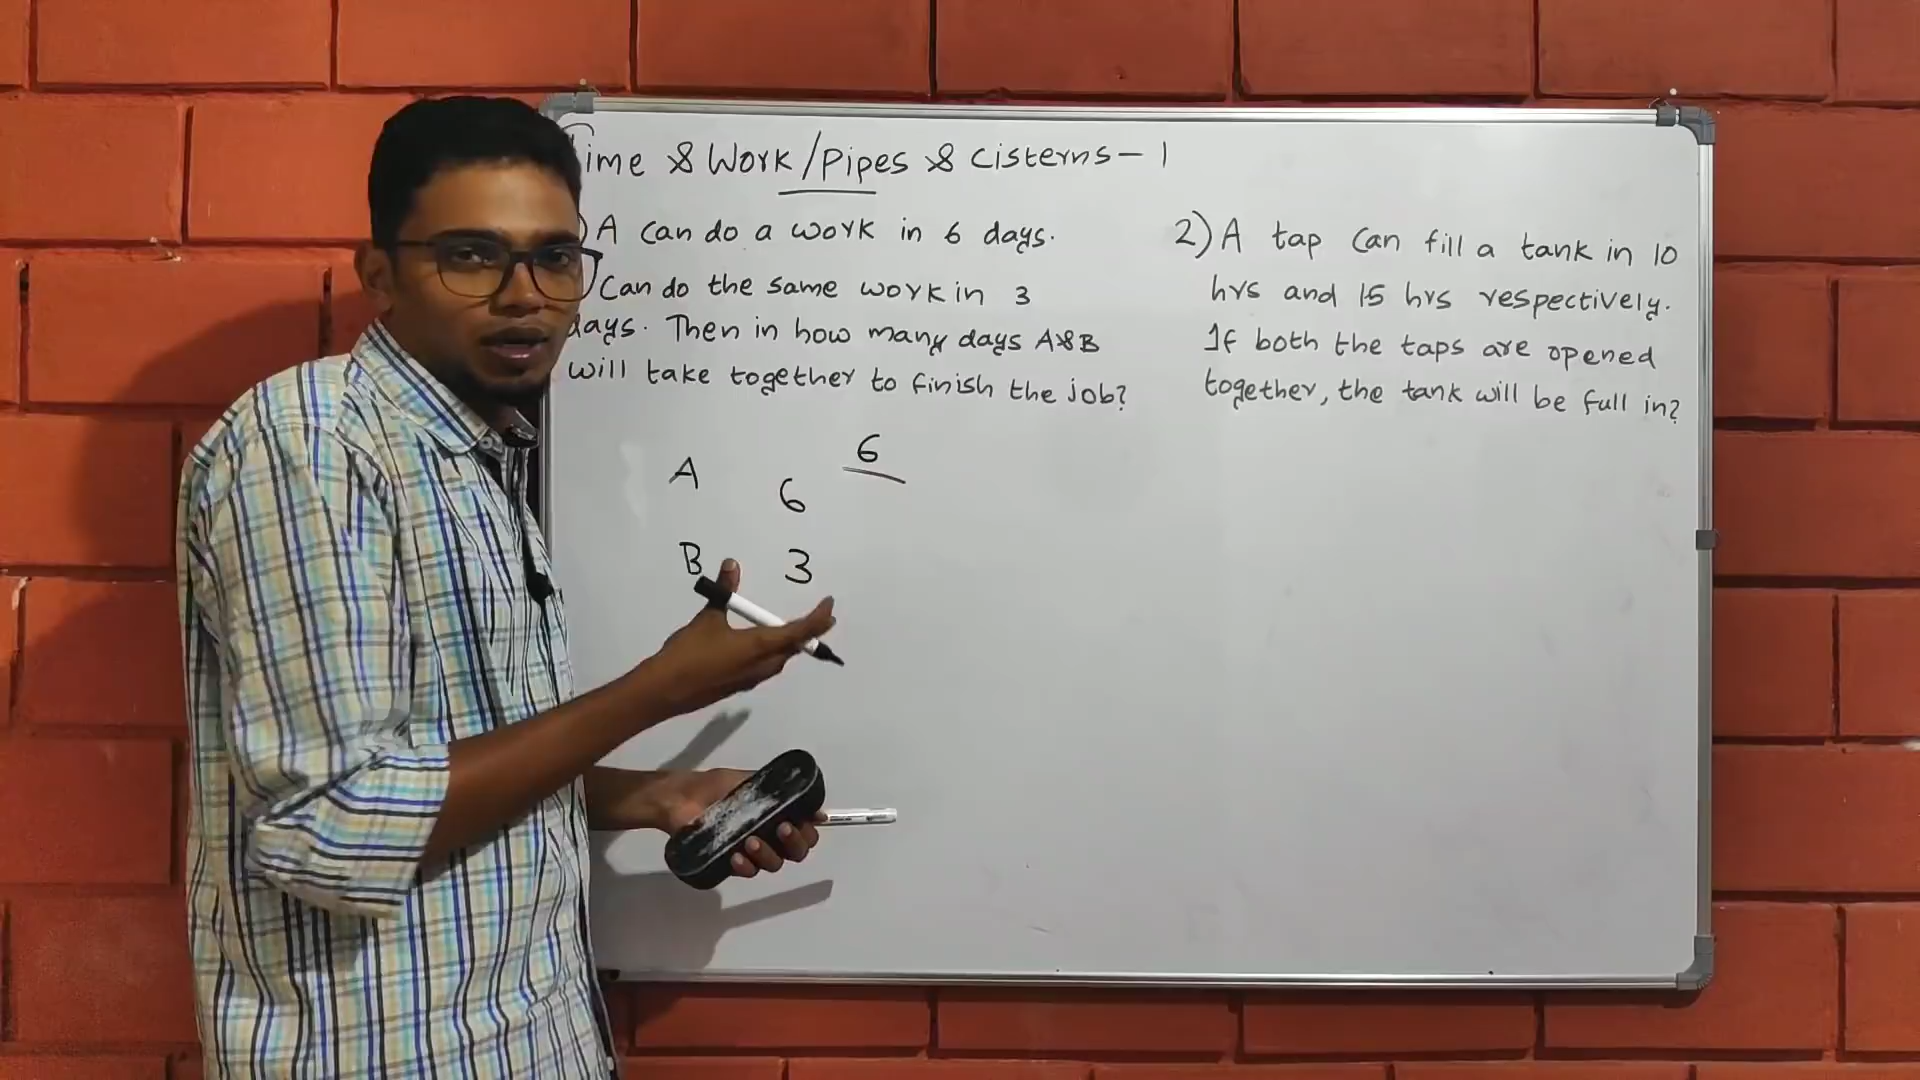 Time & Work/Pipes & Cisterns - 1
) A can do a work in 6 days.
Can do the same work in 3
days. Then in how many days A&B
will take together to finish the job?
2) A tap can fill a tank in 10
hrs and 15 hrs respectively.
If both the taps are opened
together, the tank will be full in?
6
A 6
B 3